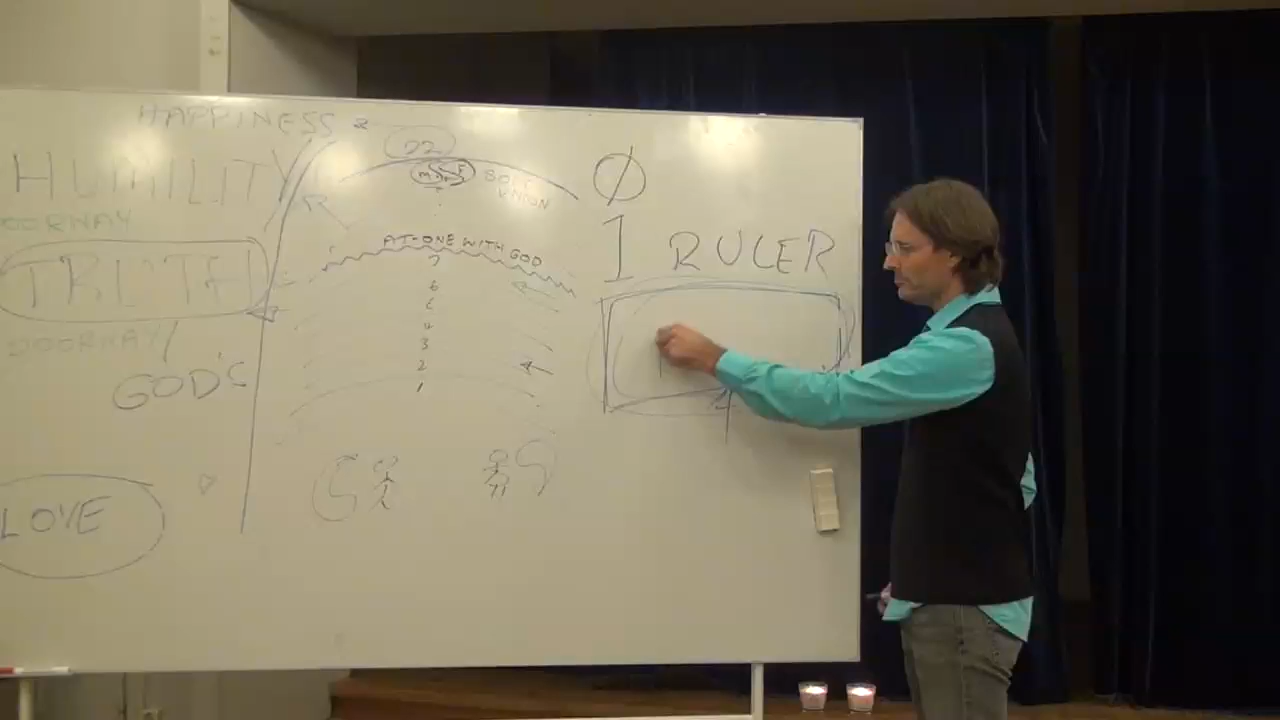 HAPPINESS
HUMILITY
DOORWAY
TRUTH
DOORWAY
GOD'S
LOVE
22
SOUL UNION
AT-ONE WITH GOD
7
6
5
4
3
2
1
Ø
1 RULER